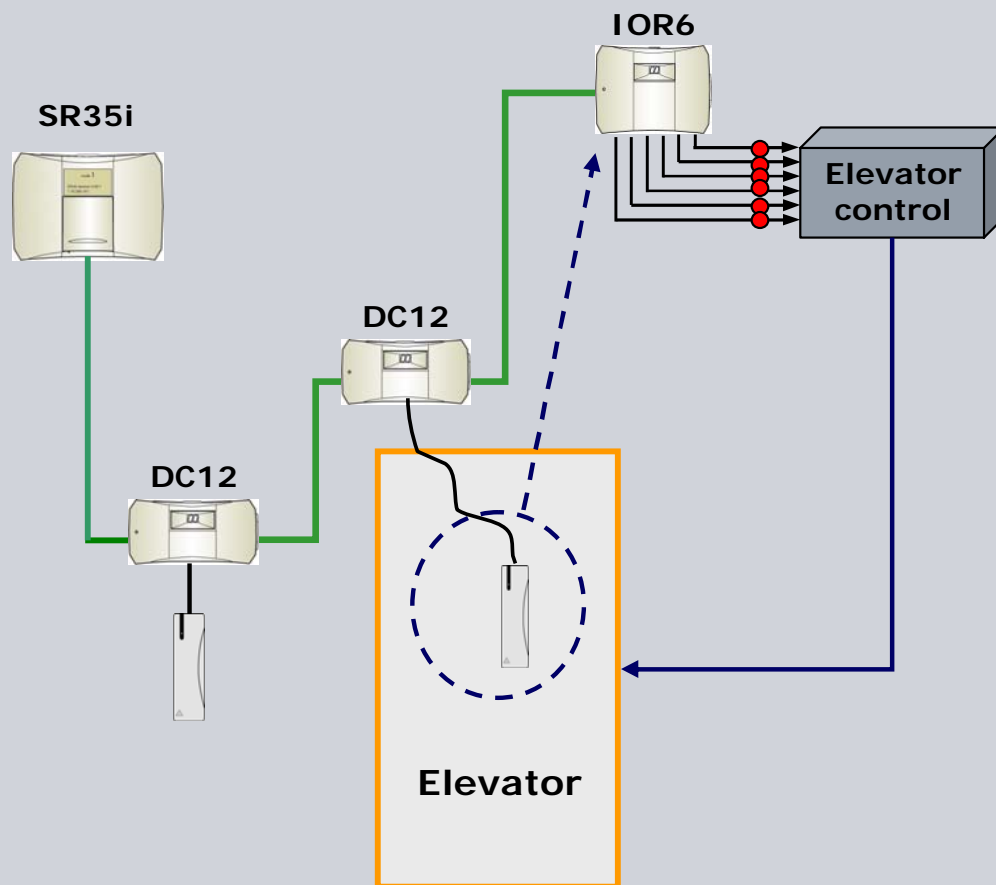 IOR6
SR35i
Elevator
control
DC12
DC12
Elevator